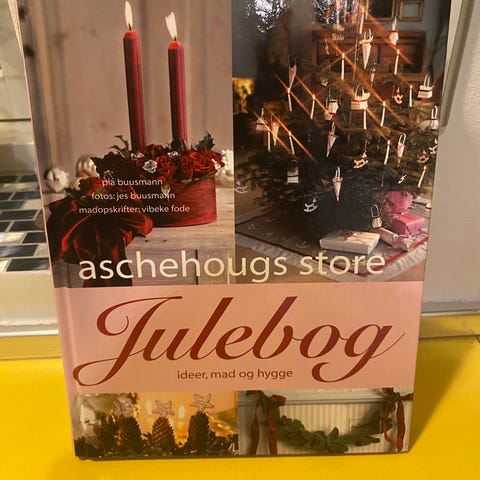 pia buusmann
fotos: jes buusmann
madopskrifter: vibeke fode
aschehougs store
Julebog
ideer, mad og hygge